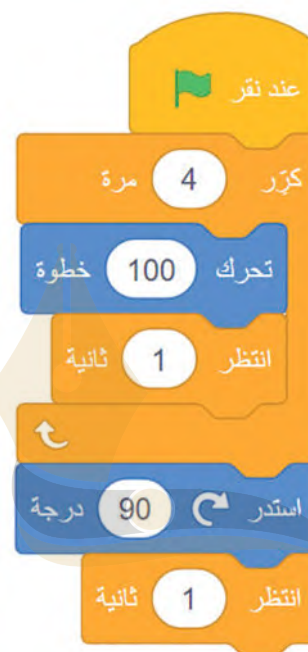 عند نقر
كرّر 4 مرة
تحرك 100 خطوة
انتظر 1 ثانية
استدر 90 درجة
انتظر 1 ثانية